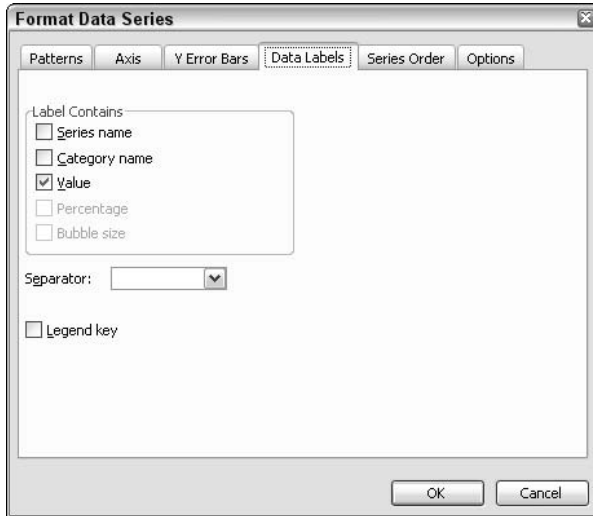 Format Data Series
Patterns Axis Y Error Bars Data Labels Series Order Options
Label Contains
Series name
Category name
Value
Percentage
Bubble size
Separator:
Legend key
OK Cancel